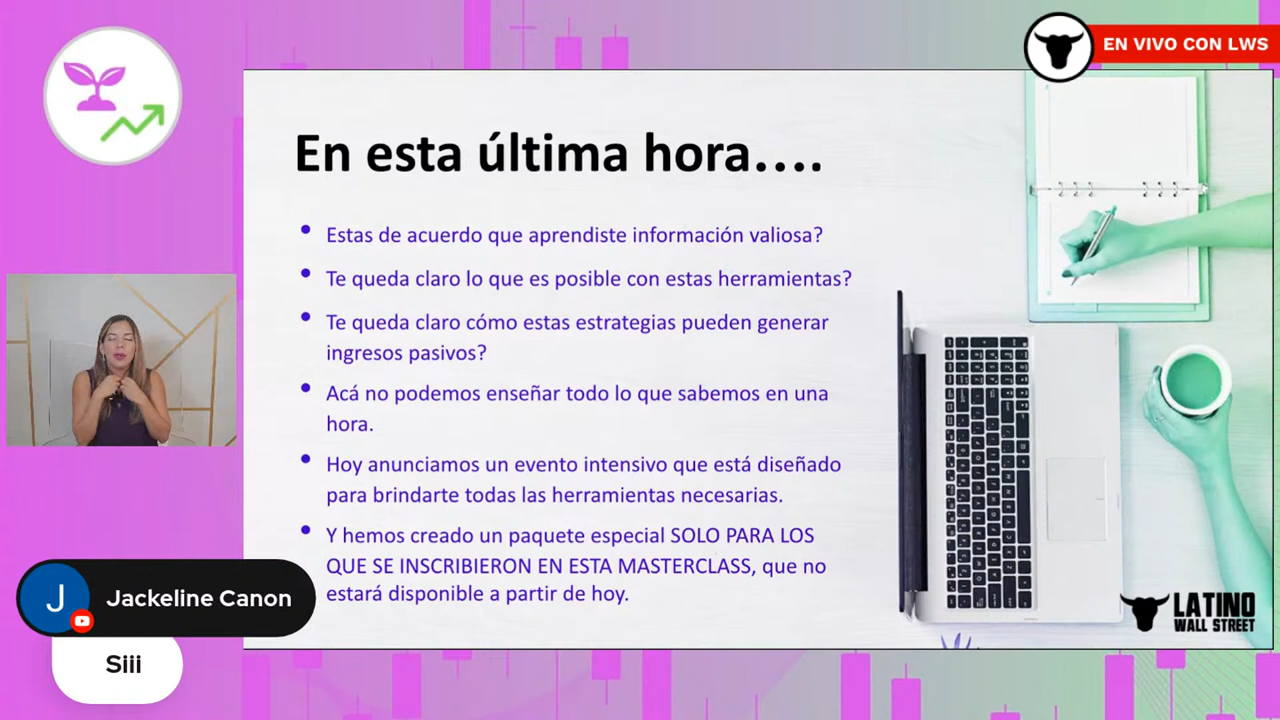 EN VIVO CON LWS
En esta última hora….
• Estas de acuerdo que aprendiste información valiosa?
• Te queda claro lo que es posible con estas herramientas?
• Te queda claro cómo estas estrategias pueden generar
ingresos pasivos?
• Acá no podemos enseñar todo lo que sabemos en una
hora.
• Hoy anunciamos un evento intensivo que está diseñado
para brindarte todas las herramientas necesarias.
• Y hemos creado un paquete especial SOLO PARA LOS
QUE SE INSCRIBIERON EN ESTA MASTERCLASS, que no
estará disponible a partir de hoy.
J
Jackeline Canon
Siii
LATINO
WALL STREET